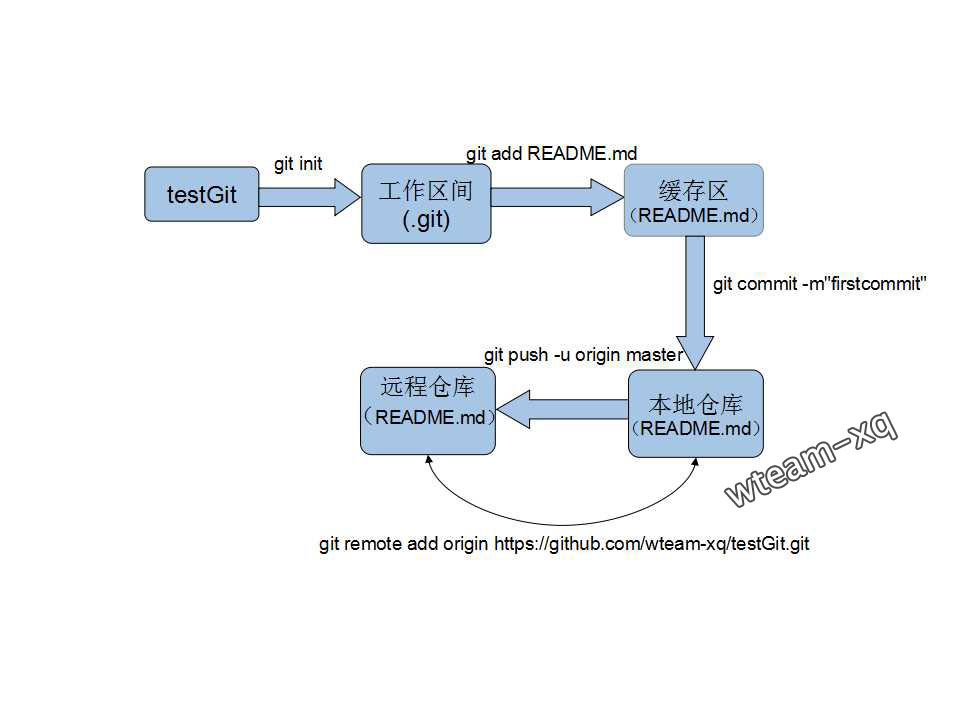 git init
git add README.md
testGit
工作区间
(.git)
缓存区
（README.md）
git commit -m"firstcommit"
git push -u origin master
远程仓库
（README.md）
本地仓库
（README.md）
wteam-xq
git remote add origin https://github.com/wteam-xq/testGit.git